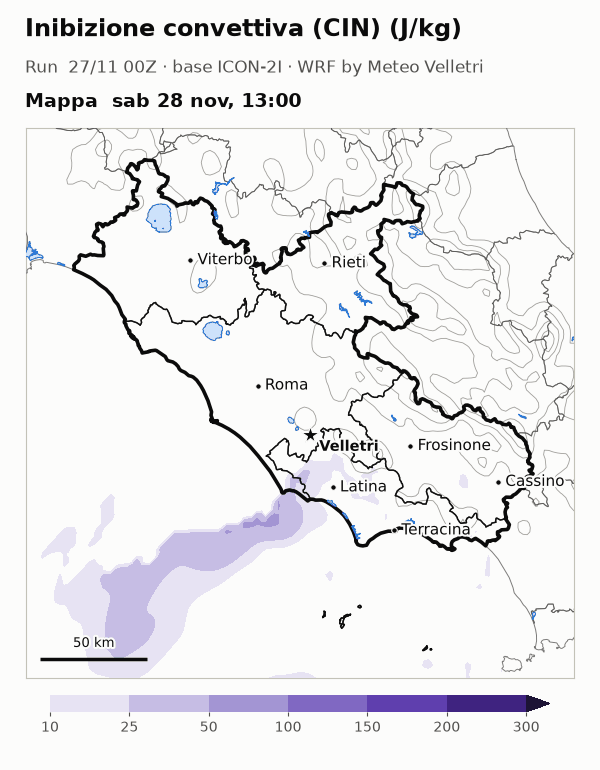 Inibizione convettiva (CIN) (J/kg)
Run  27/11 00Z · base ICON-2I · WRF by Meteo Velletri
Mappa  sab 28 nov, 13:00
Viterbo
Rieti
Roma
Velletri
Frosinone
Latina
Cassino
Terracina
50 km
10 25 50 100 150 200 300